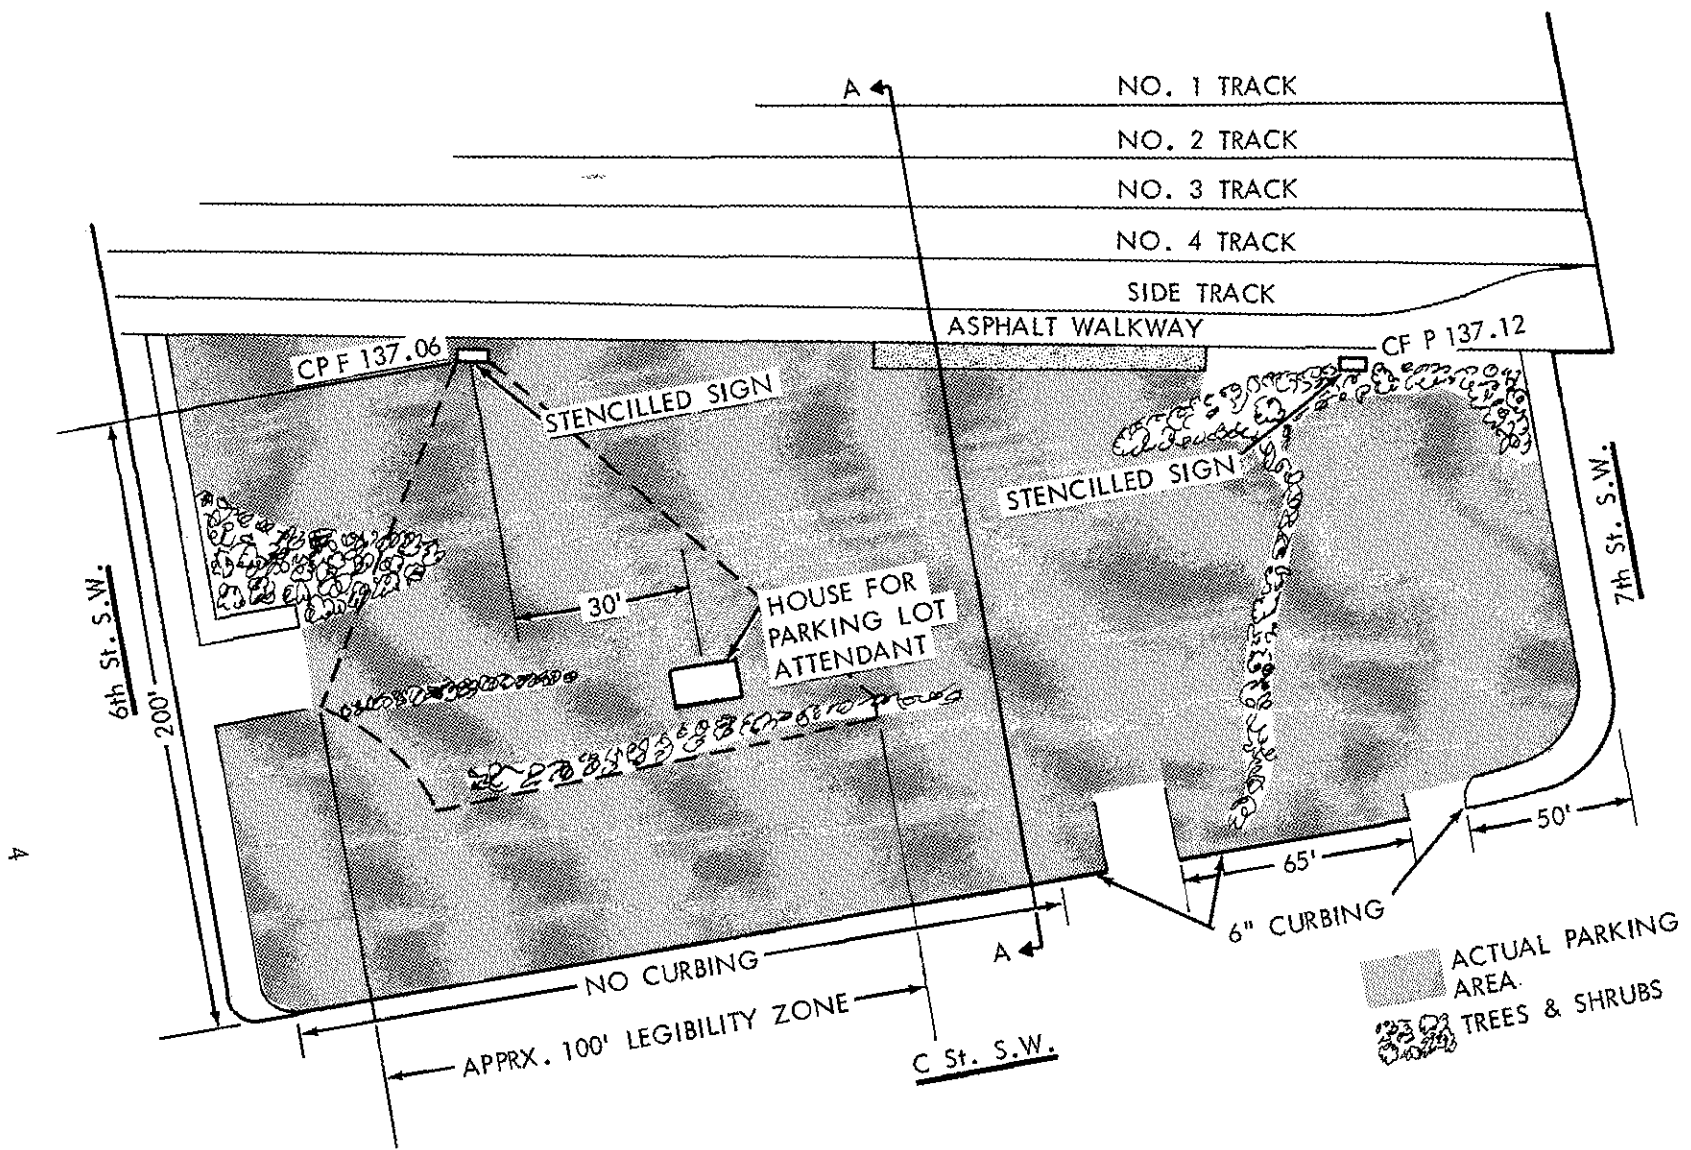 A
NO. 1 TRACK
NO. 2 TRACK
NO. 3 TRACK
NO. 4 TRACK
SIDE TRACK
ASPHALT WALKWAY
CP F 137.06
CF P 137.12
STENCILLED SIGN
STENCILLED SIGN
6th St. S.W.
200'
30'
HOUSE FOR
PARKING LOT
ATTENDANT
7th St. S.W.
50'
65'
6" CURBING
NO CURBING
A
APPRX. 100' LEGIBILITY ZONE
C St. S.W.
ACTUAL PARKING
AREA.
TREES & SHRUBS
4